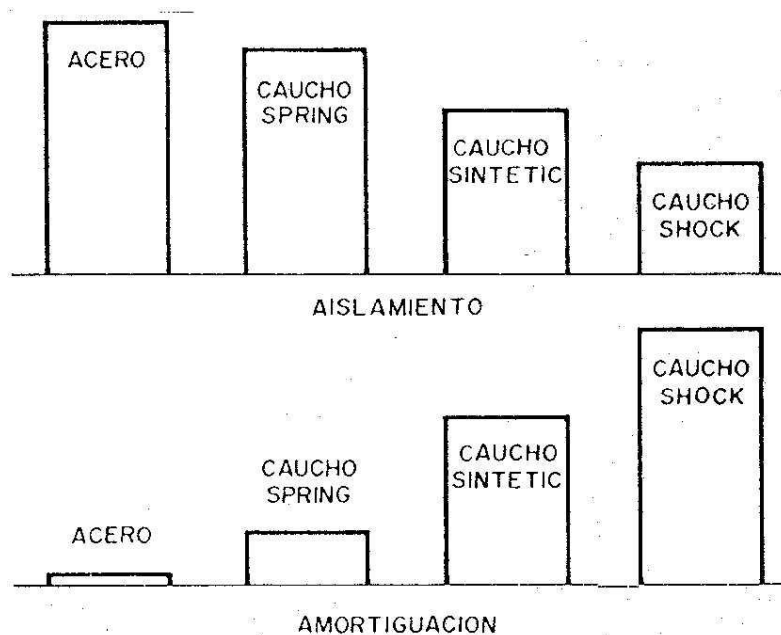 ACERO
CAUCHO
SPRING
CAUCHO
SINTETIC
CAUCHO
SHOCK
AISLAMIENTO
ACERO
CAUCHO
SPRING
CAUCHO
SINTETIC
CAUCHO
SHOCK
AMORTIGUACION